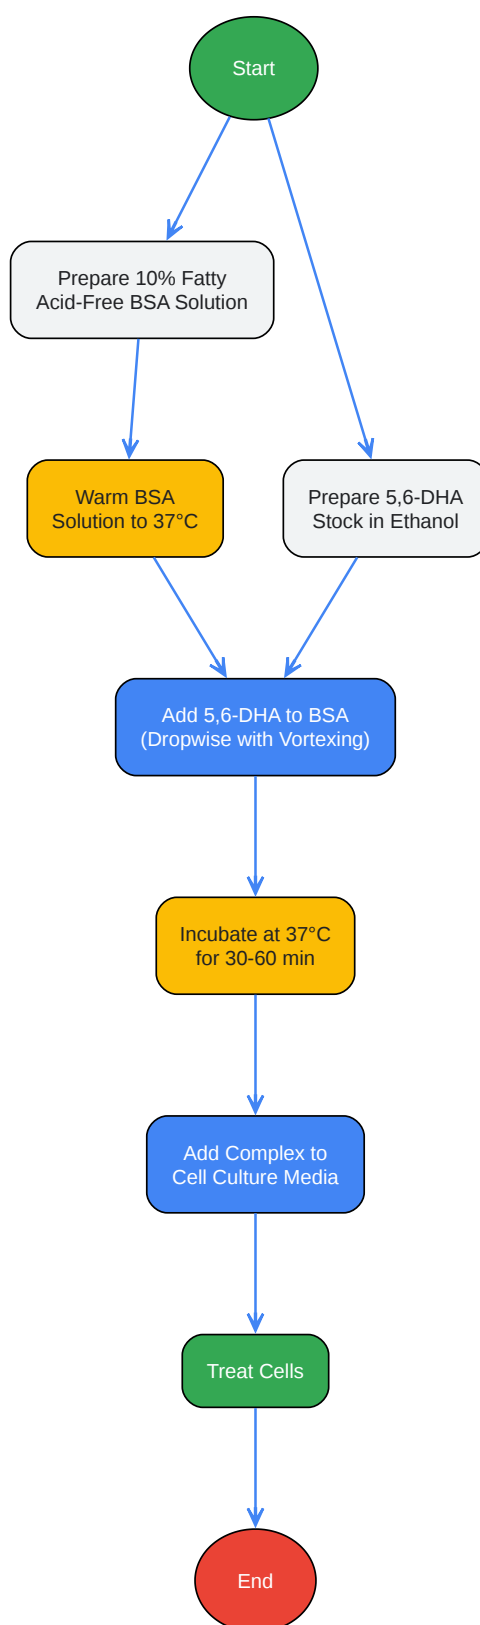 Start
Prepare 10% Fatty
Acid-Free BSA Solution
Warm BSA
Solution to 37°C
Prepare 5,6-DHA
Stock in Ethanol
Add 5,6-DHA to BSA
(Dropwise with Vortexing)
Incubate at 37°C
for 30-60 min
Add Complex to
Cell Culture Media
Treat Cells
End